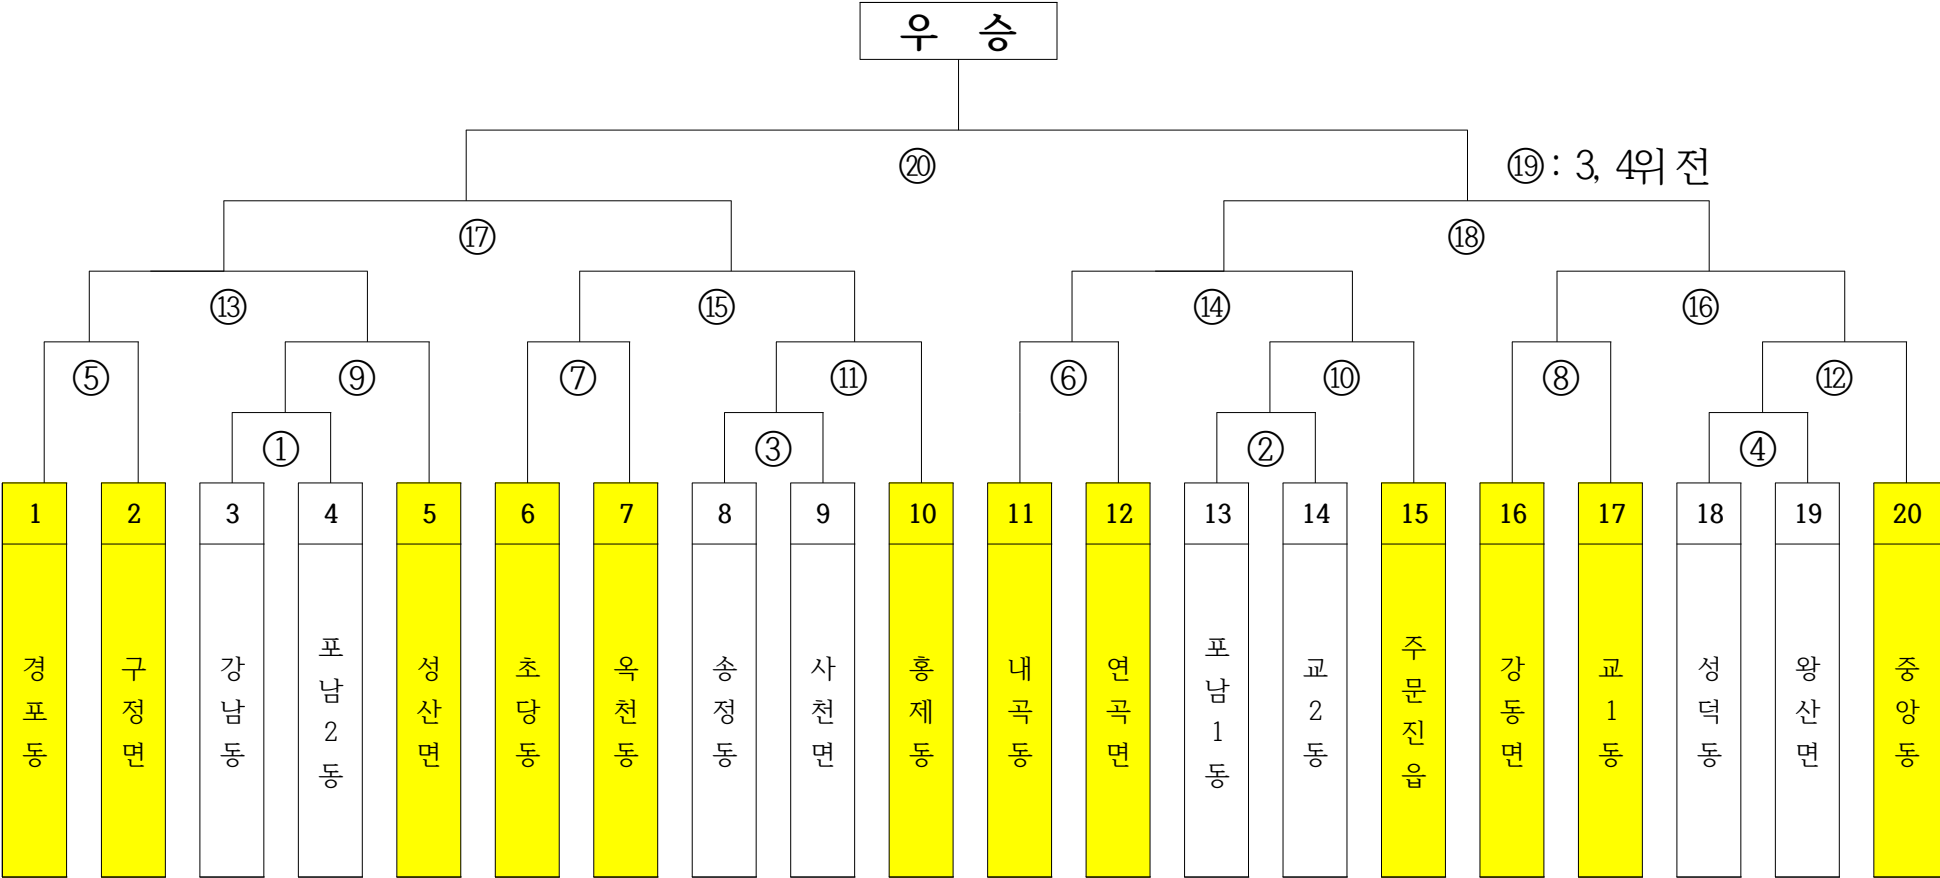 우 승
⑳
⑲ : 3, 4위 전
⑰ ⑱
⑬ ⑮ ⑭ ⑯
⑤ ⑨ ⑦ ⑪ ⑥ ⑩ ⑧ ⑫
① ③ ② ④
1 2 3 4 5 6 7 8 9 10 11 12 13 14 15 16 17 18 19 20
경포동
구정면
강남동
포남2동
성산면
초당동
옥천동
송정동
사천면
홍제동
내곡동
연곡면
포남1동
교2동
주문진읍
강동면
교1동
성덕동
왕산면
중앙동